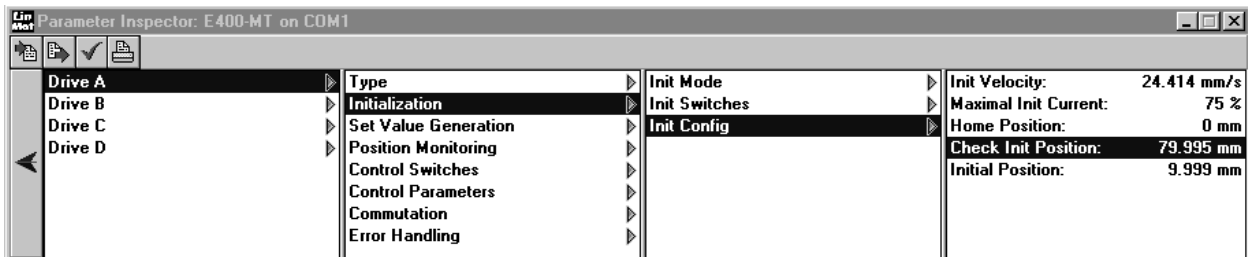 Lin Mot Parameter Inspector: E400-MT on COM1
Drive A
Drive B
Drive C
Drive D
Type
Initialization
Set Value Generation
Position Monitoring
Control Switches
Control Parameters
Commutation
Error Handling
Init Mode
Init Switches
Init Config
Init Velocity: 24.414 mm/s
Maximal Init Current: 75 %
Home Position: 0 mm
Check Init Position: 79.995 mm
Initial Position: 9.999 mm